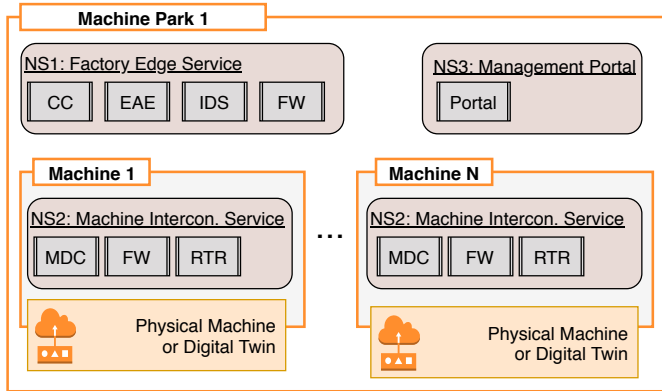 Machine Park 1
NS1: Factory Edge Service
CC EAE IDS FW
NS3: Management Portal
Portal
Machine 1
NS2: Machine Intercon. Service
MDC FW RTR
Physical Machine
or Digital Twin
...
Machine N
NS2: Machine Intercon. Service
MDC FW RTR
Physical Machine
or Digital Twin